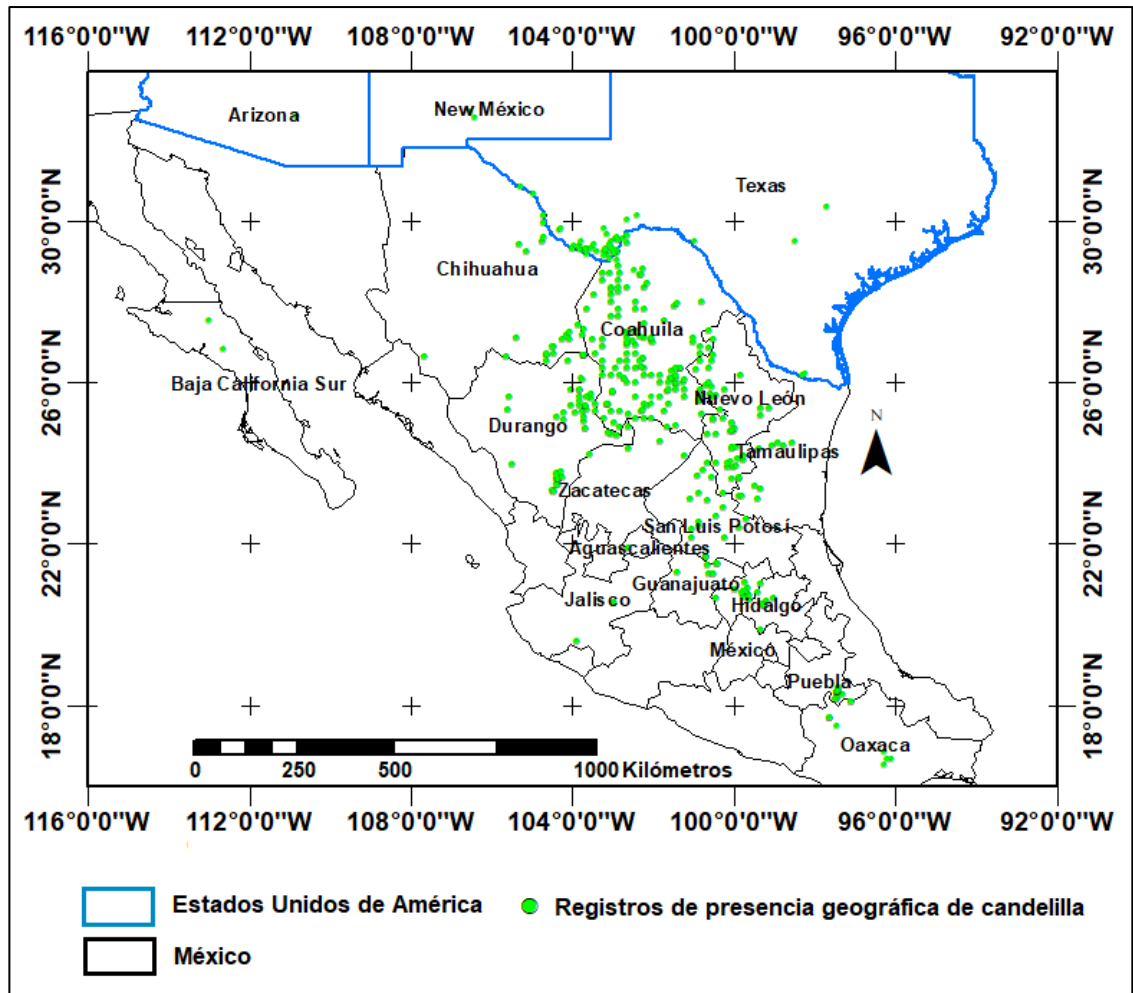 116°0'0"W 112°0'0"W 108°0'0"W 104°0'0"W 100°0'0"W 96°0'0"W 92°0'0"W
Arizona
New México
Texas
30°0'0"N
30°0'0"N
Chihuahua
Coahuila
Baja California Sur
26°0'0"N
26°0'0"N
Nuevo León
Durango
N
Tamaulipas
Zacatecas
San Luis Potosí
22°0'0"N
22°0'0"N
Aguascalientes
Guanajuato
Jalisco
Hidalgo
México
Puebla
18°0'0"N
18°0'0"N
Oaxaca
0 250 500 1000 Kilómetros
116°0'0"W 112°0'0"W 108°0'0"W 104°0'0"W 100°0'0"W 96°0'0"W 92°0'0"W
Estados Unidos de América
Registros de presencia geográfica de candelilla
México